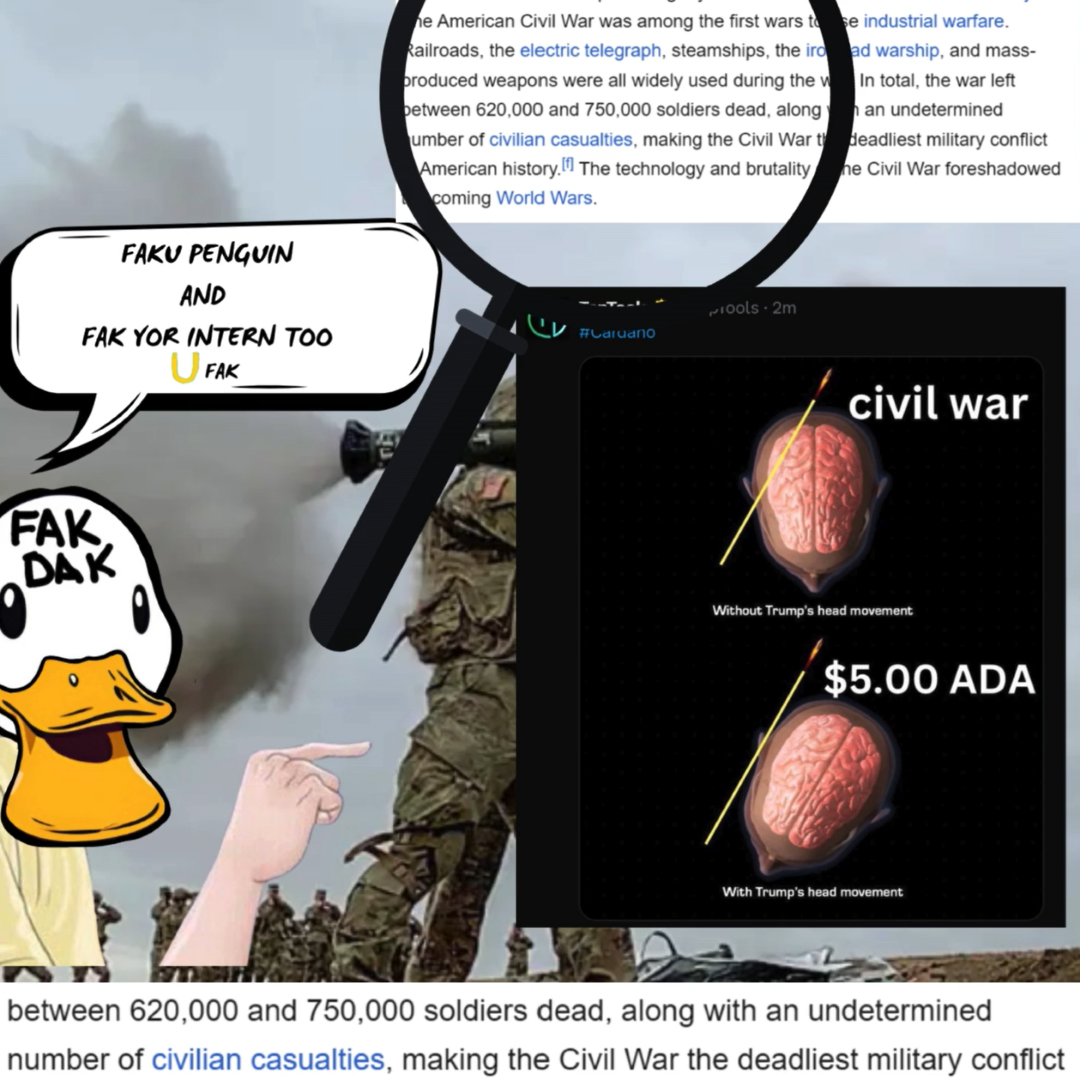 he American Civil War was among the first wars to se industrial warfare.
Railroads, the electric telegraph, steamships, the iro ad warship, and mass-
produced weapons were all widely used during the w In total, the war left
between 620,000 and 750,000 soldiers dead, along an undetermined
umber of civilian casualties, making the Civil War th deadliest military conflict
American history.[f] The technology and brutality he Civil War foreshadowed
coming World Wars.
FAKU PENGUIN
AND
FAK YOR INTERN TOO
U FAK
FAK
DAK
TapTools pTools · 2m
#Cardano
civil war
Without Trump's head movement
$5.00 ADA
With Trump's head movement
between 620,000 and 750,000 soldiers dead, along with an undetermined
number of civilian casualties, making the Civil War the deadliest military conflict